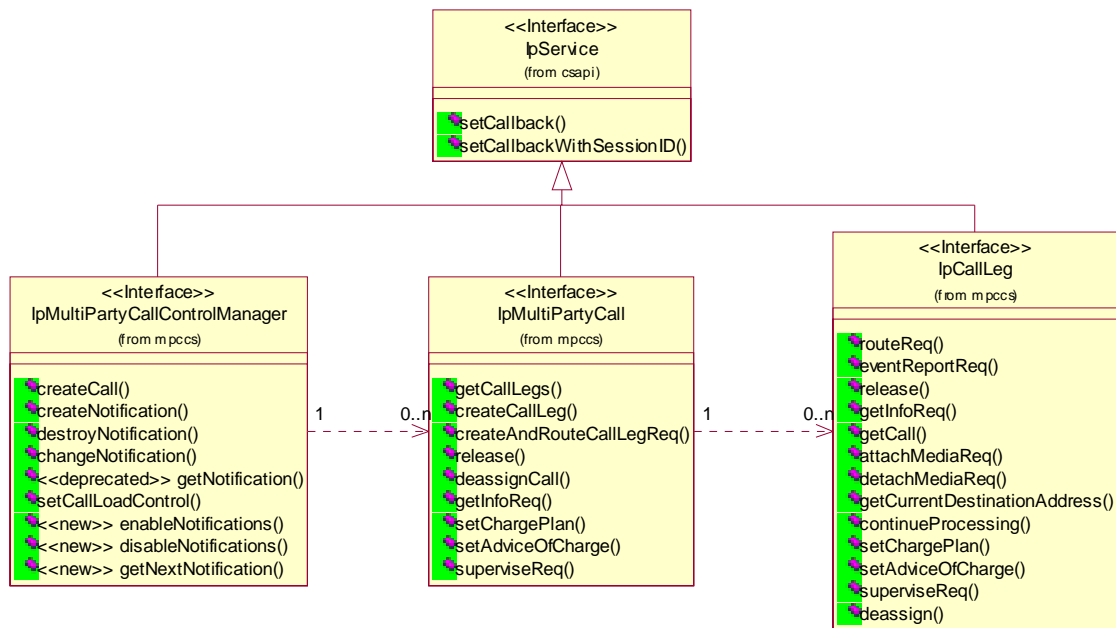 <<Interface>>
IpService
(from csapi)
setCallback()
setCallbackWithSessionID()
<<Interface>>
IpMultiPartyCallControlManager
(from mpccs)
createCall()
createNotification()
destroyNotification()
changeNotification()
<<deprecated>> getNotification()
setCallLoadControl()
<<new>> enableNotifications()
<<new>> disableNotifications()
<<new>> getNextNotification()
1
0..n
<<Interface>>
IpMultiPartyCall
(from mpccs)
getCallLegs()
createCallLeg()
createAndRouteCallLegReq()
release()
deassignCall()
getInfoReq()
setChargePlan()
setAdviceOfCharge()
superviseReq()
1
0..n
<<Interface>>
IpCallLeg
(from mpccs)
routeReq()
eventReportReq()
release()
getInfoReq()
getCall()
attachMediaReq()
detachMediaReq()
getCurrentDestinationAddress()
continueProcessing()
setChargePlan()
setAdviceOfCharge()
superviseReq()
deassign()